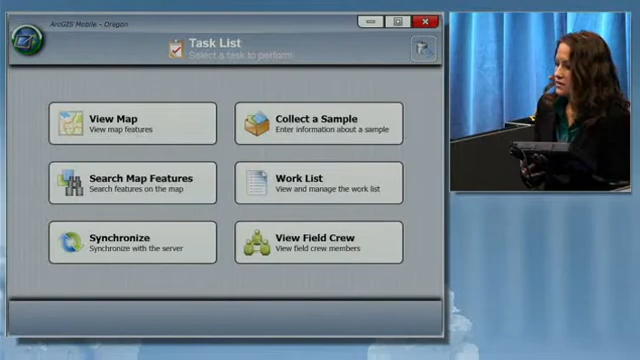 ArcGIS Mobile - Oregon
Task List
Select a task to perform
View Map
View map features
Collect a Sample
Enter information about a sample
Search Map Features
Search features on the map
Work List
View and manage the work list
Synchronize
Synchronize with the server
View Field Crew
View field crew members